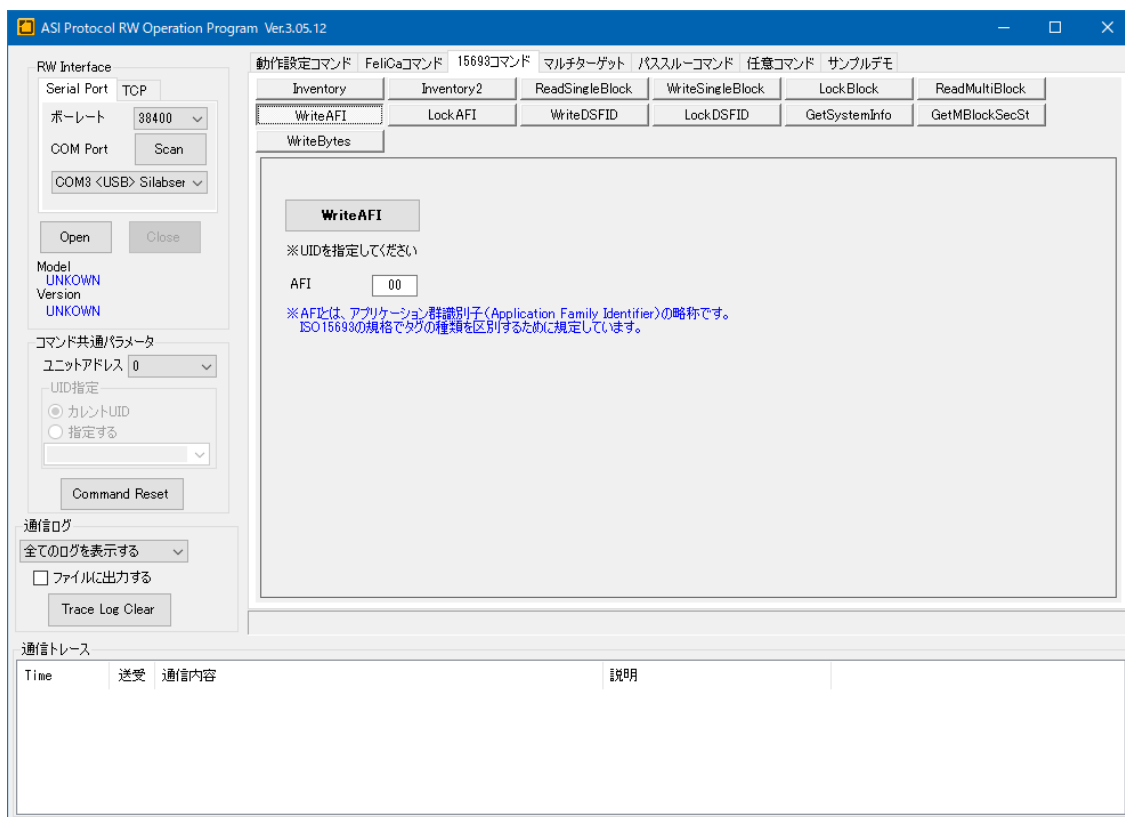 ASI Protocol RW Operation Program Ver.3.05.12
RW Interface
Serial Port TCP
ボーレート 38400
COM Port Scan
COM3 <USB> Silabser
Open Close
Model
UNKOWN
Version
UNKOWN
コマンド共通パラメータ
ユニットアドレス 0
UID指定
カレントUID
指定する
Command Reset
通信ログ
全てのログを表示する
ファイルに出力する
Trace Log Clear
動作設定コマンド FeliCaコマンド 15693コマンド マルチターゲット パススルーコマンド 任意コマンド サンプルデモ
Inventory Inventory2 ReadSingleBlock WriteSingleBlock LockBlock ReadMultiBlock
WriteAFI LockAFI WriteDSFID LockDSFID GetSystemInfo GetMBlockSecSt
WriteBytes
WriteAFI
※UIDを指定してください
AFI 00
※AFIとは、アプリケーション群識別子(Application Family Identifier)の略称です。
ISO15693の規格でタグの種類を区別するために規定しています。
通信トレース
Time 送受 通信内容 説明